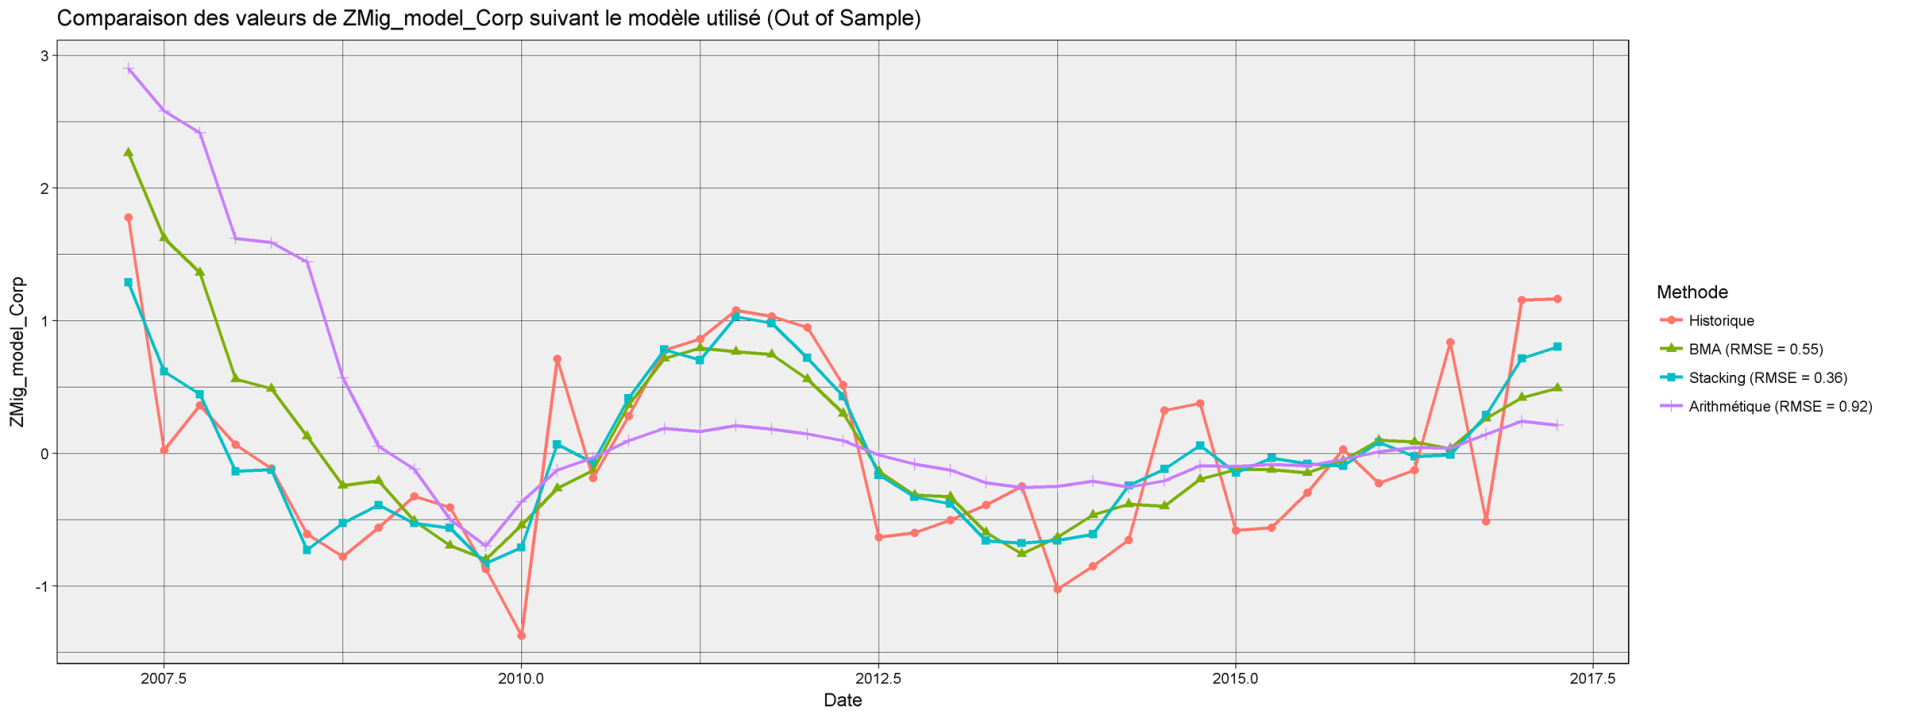 Comparaison des valeurs de ZMig_model_Corp suivant le modèle utilisé (Out of Sample)
3
2
1
0
-1
ZMig_model_Corp
2007.5
2010.0
2012.5
2015.0
2017.5
Date
Methode
Historique
BMA (RMSE = 0.55)
Stacking (RMSE = 0.36)
Arithmétique (RMSE = 0.92)